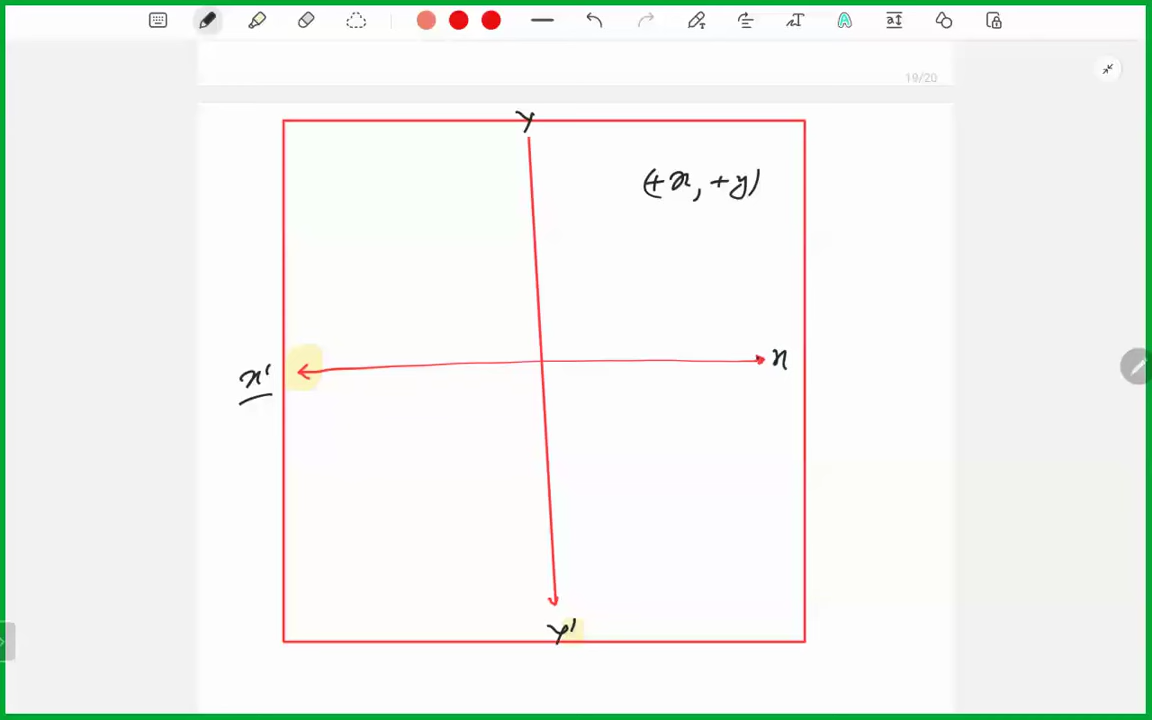 19/20
y
(+x, +y)
x'
x
y'